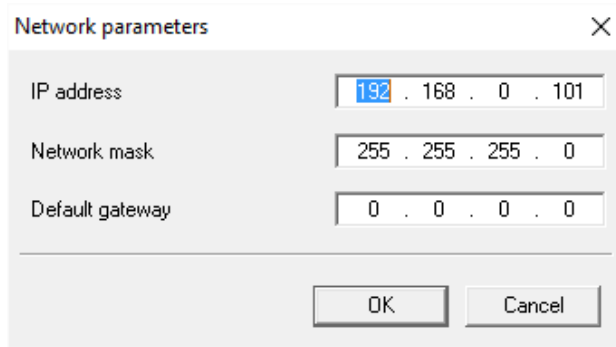 Network parameters
IP address 192 . 168 . 0 . 101
Network mask 255 . 255 . 255 . 0
Default gateway 0 . 0 . 0 . 0
OK Cancel